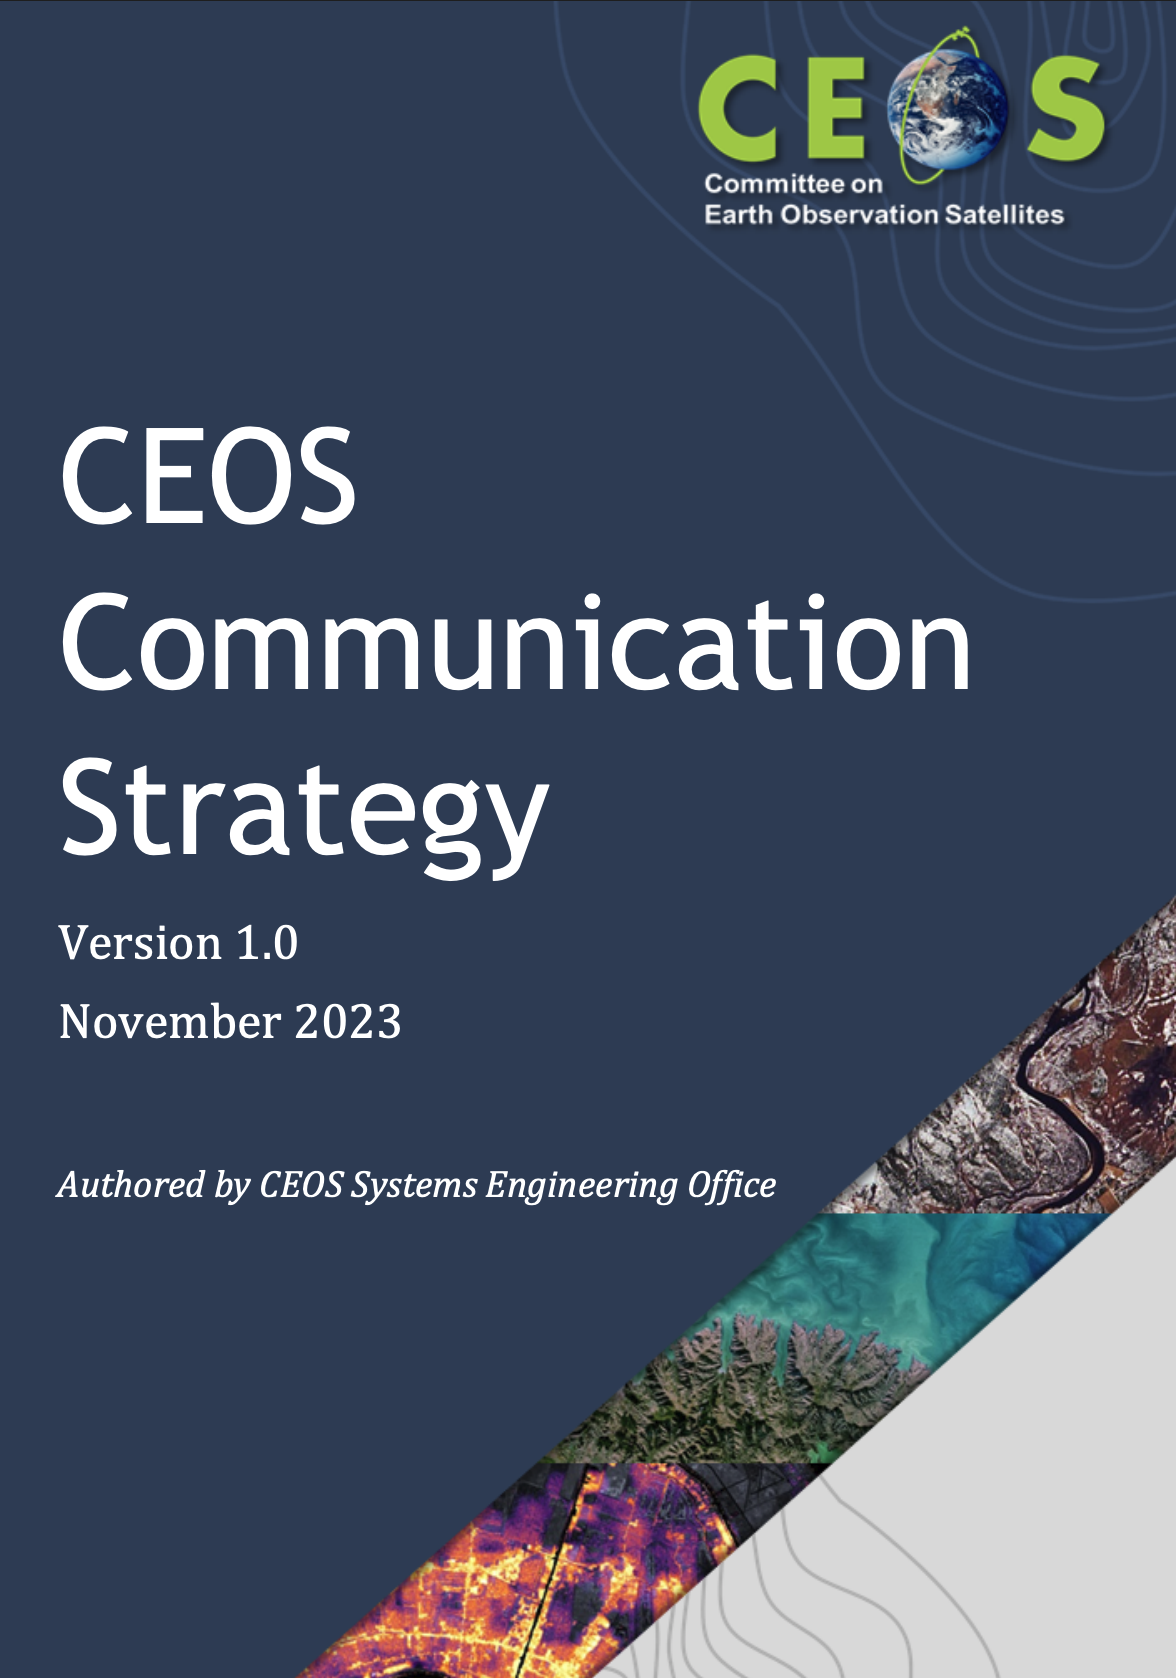 CEOS
Committee on
Earth Observation Satellites
CEOS
Communication
Strategy
Version 1.0
November 2023
Authored by CEOS Systems Engineering Office